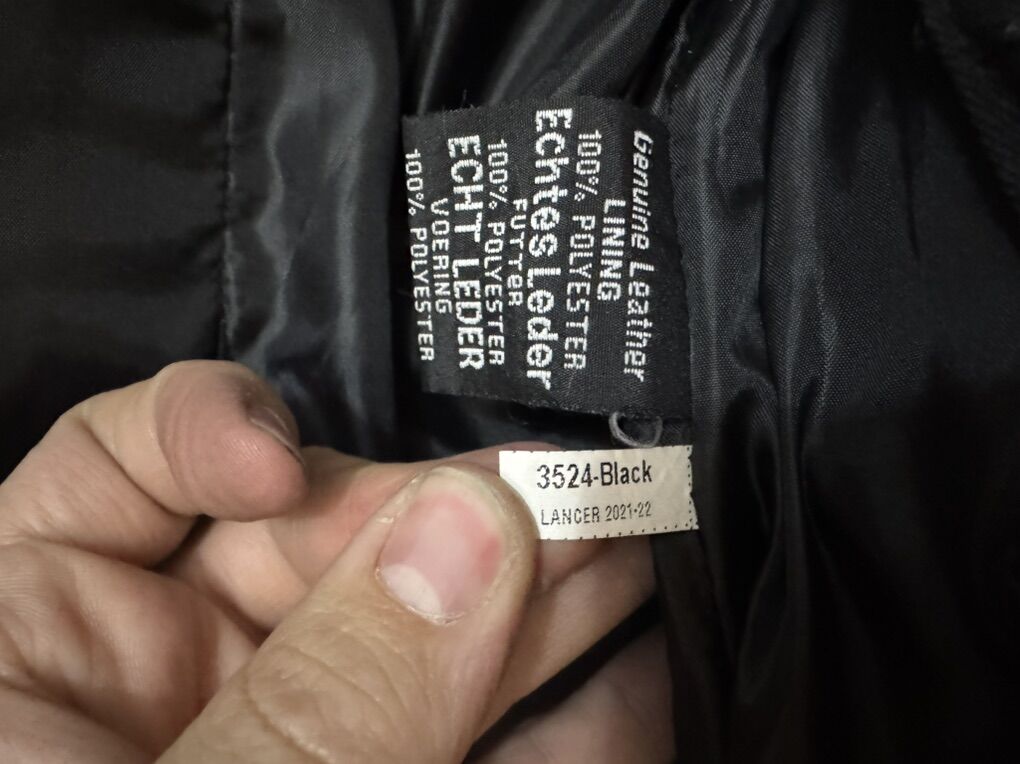 Genuine Leather
LINING
100% POLYESTER
Echtes Leder
FUTTER
100% POLYESTER
ECHT LEDER
VOERING
100% POLYESTER
3524-Black
LANCER 2021-22